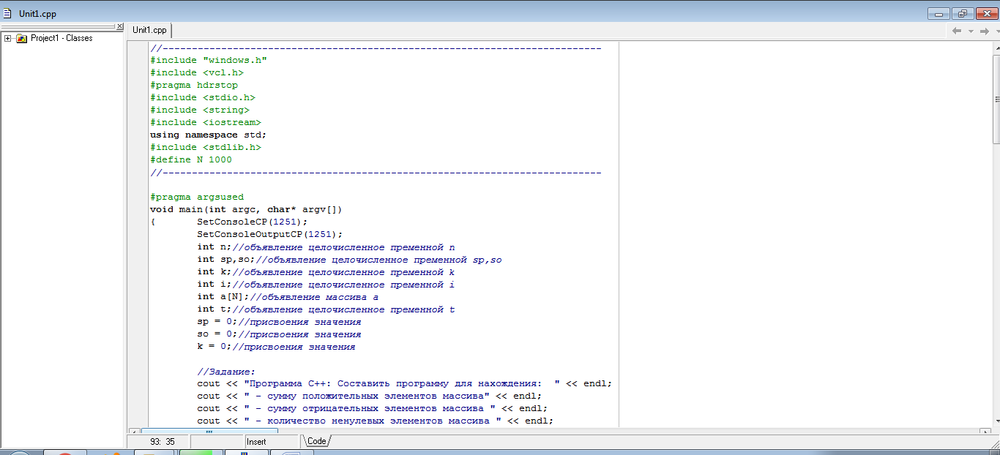 Unit1.cpp
Project1 - Classes
Unit1.cpp
//---------------------------------------------------------------------------
#include "windows.h"
#include <vcl.h>
#pragma hdrstop
#include <stdio.h>
#include <string>
#include <iostream>
using namespace std;
#include <stdlib.h>
#define N 1000
//---------------------------------------------------------------------------
#pragma argsused
void main(int argc, char* argv[])
{ SetConsoleCP(1251);
SetConsoleOutputCP(1251);
int n;//объявление целочисленное пременной n
int sp,so;//объявление целочисленное пременной sp,so
int k;//объявление целочисленное пременной k
int i;//объявление целочисленное пременной i
int a[N];//объявление массива a
int t;//объявление целочисленное пременной t
sp = 0;//присвоения значения
so = 0;//присвоения значения
k = 0;//присвоения значения
//Задание:
cout << "Программа С++: Составить программу для нахождения:  " << endl;
cout << " - сумму положительных элементов массива" << endl;
cout << " - сумму отрицательных элементов массива " << endl;
cout << " - количество ненулевых элементов массива " << endl;
93: 35
Insert
Code